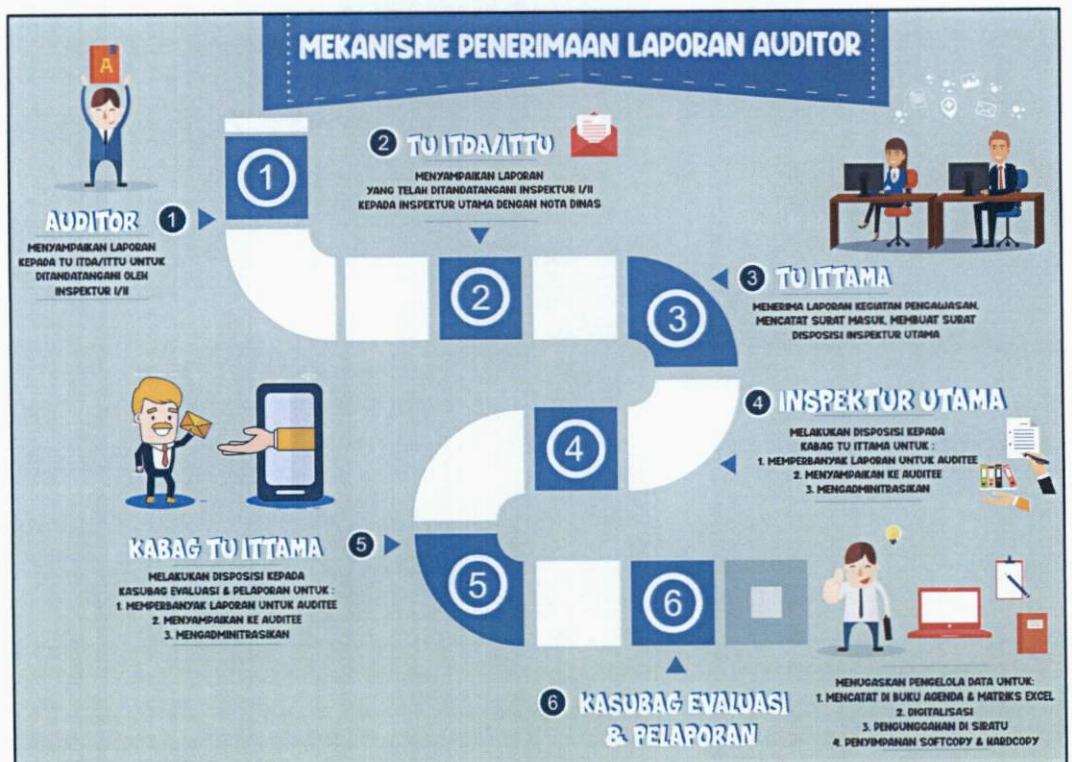 MEKANISME PENERIMAAN LAPORAN AUDITOR
A
1
AUDITOR 1
MENYAMPAIKAN LAPORAN
KEPADA TU ITDA/ITTU UNTUK
DITANDATANGANI OLEH
INSPEKTUR I/II
2 TU ITDA/ITTU
MENYAMPAIKAN LAPORAN
YANG TELAH DITANDATANGANI INSPEKTUR I/II
KEPADA INSPEKTUR UTAMA DENGAN NOTA DINAS
2
3
3 TU ITTAMA
MENERIMA LAPORAN KEGIATAN PENGAWASAN,
MENCATAT SURAT MASUK, MEMBUAT SURAT
DISPOSISI INSPEKTUR UTAMA
4
4 INSPEKTUR UTAMA
MELAKUKAN DISPOSISI KEPADA
KABAG TU ITTAMA UNTUK :
1. MEMPERBANYAK LAPORAN UNTUK AUDITEE
2. MENYAMPAIKAN KE AUDITEE
3. MENGADMINITRASIKAN
KABAG TU ITTAMA 5
MELAKUKAN DISPOSISI KEPADA
KASUBAG EVALUASI & PELAPORAN UNTUK :
1. MEMPERBANYAK LAPORAN UNTUK AUDITEE
2. MENYAMPAIKAN KE AUDITEE
3. MENGADMINITRASIKAN
5
6
6 KASUBAG EVALUASI
& PELAPORAN
MENUGASKAN PENGELOLA DATA UNTUK:
1. MENCATAT DI BUKU AGENDA & MATRIKS EXCEL
2. DIGITALISASI
3. PENGUNGGAHAN DI SIRATU
4. PENYIMPANAN SOFTCOPY & HARDCOPY